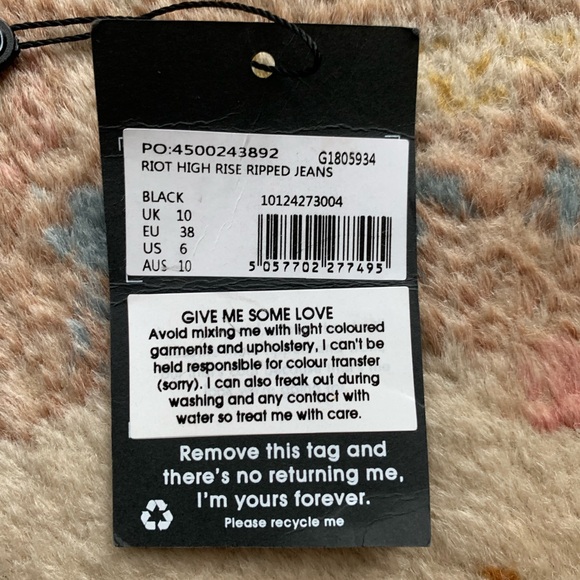 PO:4500243892 G1805934
RIOT HIGH RISE RIPPED JEANS
BLACK 10124273004
UK 10
EU 38
US 6
AUS 10
5 057702 277495
GIVE ME SOME LOVE
Avoid mixing me with light coloured
garments and upholstery, I can't be
held responsible for colour transfer
(sorry). I can also freak out during
washing and any contact with
water so treat me with care.
Remove this tag and
there's no returning me,
I'm yours forever.
Please recycle me